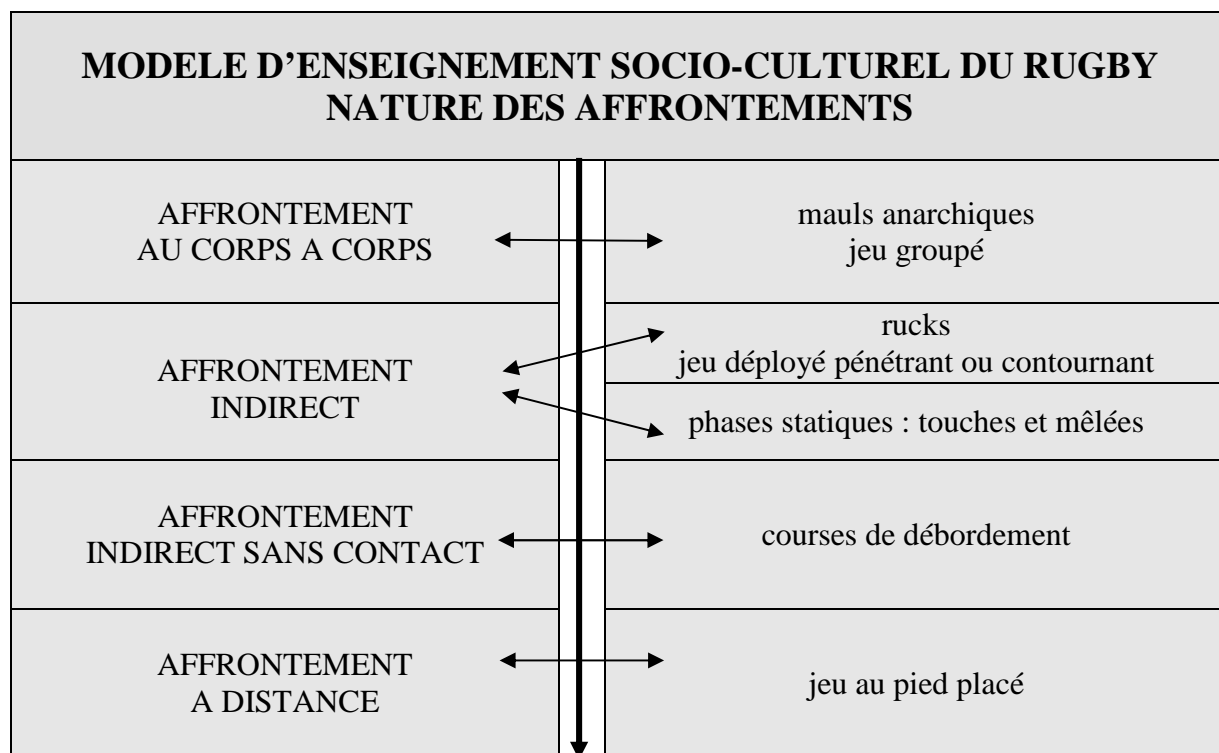 MODELE D’ENSEIGNEMENT SOCIO-CULTUREL DU RUGBY
NATURE DES AFFRONTEMENTS
AFFRONTEMENT
AU CORPS A CORPS
mauls anarchiques
jeu groupé
AFFRONTEMENT
INDIRECT
rucks
jeu déployé pénétrant ou contournant
phases statiques : touches et mêlées
AFFRONTEMENT
INDIRECT SANS CONTACT
courses de débordement
AFFRONTEMENT
A DISTANCE
jeu au pied placé